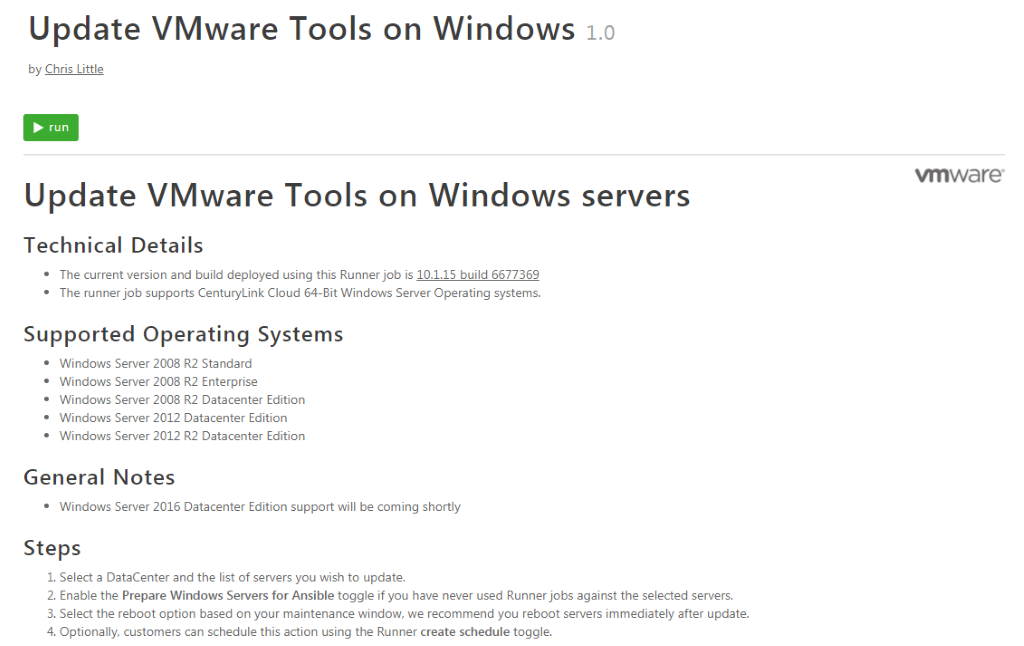 Update VMware Tools on Windows 1.0
by Chris Little
run
vmware
Update VMware Tools on Windows servers
Technical Details
The current version and build deployed using this Runner job is 10.1.15 build 6677369
The runner job supports CenturyLink Cloud 64-Bit Windows Server Operating systems.
Supported Operating Systems
Windows Server 2008 R2 Standard
Windows Server 2008 R2 Enterprise
Windows Server 2008 R2 Datacenter Edition
Windows Server 2012 Datacenter Edition
Windows Server 2012 R2 Datacenter Edition
General Notes
Windows Server 2016 Datacenter Edition support will be coming shortly
Steps
1. Select a DataCenter and the list of servers you wish to update.
2. Enable the Prepare Windows Servers for Ansible toggle if you have never used Runner jobs against the selected servers.
3. Select the reboot option based on your maintenance window, we recommend you reboot servers immediately after update.
4. Optionally, customers can schedule this action using the Runner create schedule toggle.